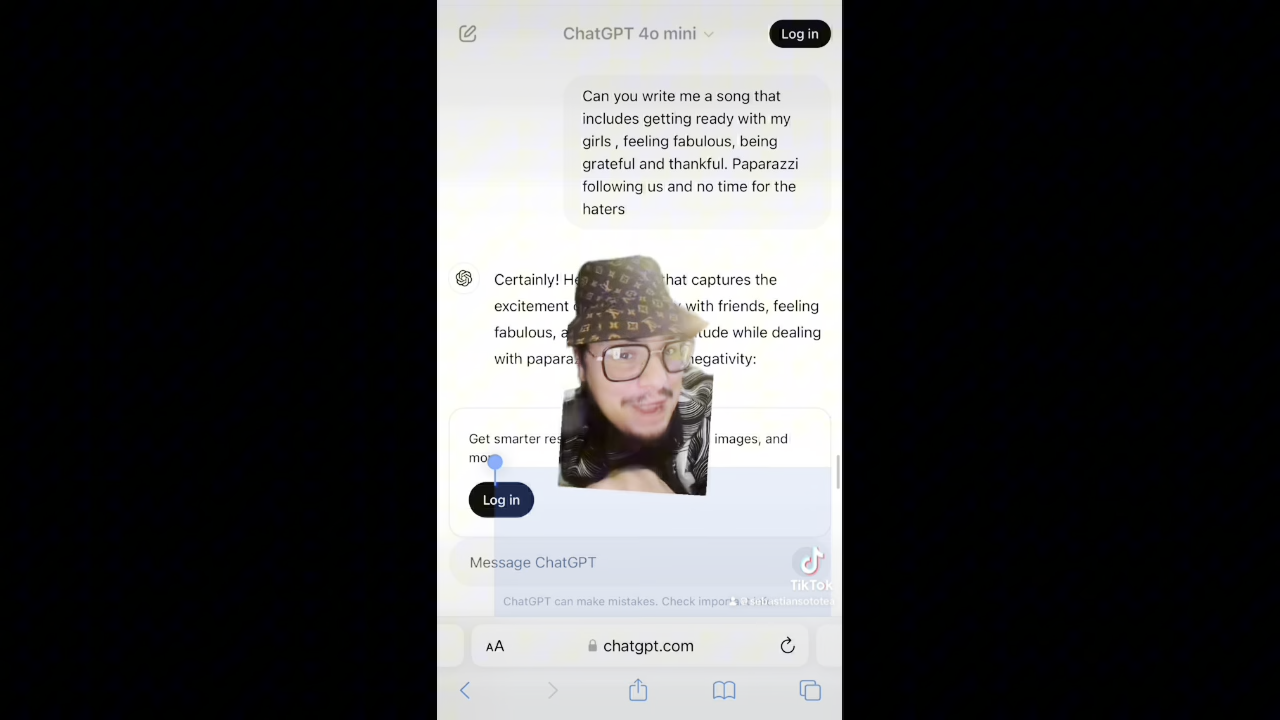 ChatGPT 4o mini
Log in
Can you write me a song that
includes getting ready with my
girls , feeling fabulous, being
grateful and thankful. Paparazzi
following us and no time for the
haters
Certainly! that captures the
excitement with friends, feeling
fabulous, while dealing
with
Get smarter images, and
Log in
Message ChatGPT
TikTok
ChatGPT can make mistakes. Check
AA
chatgpt.com